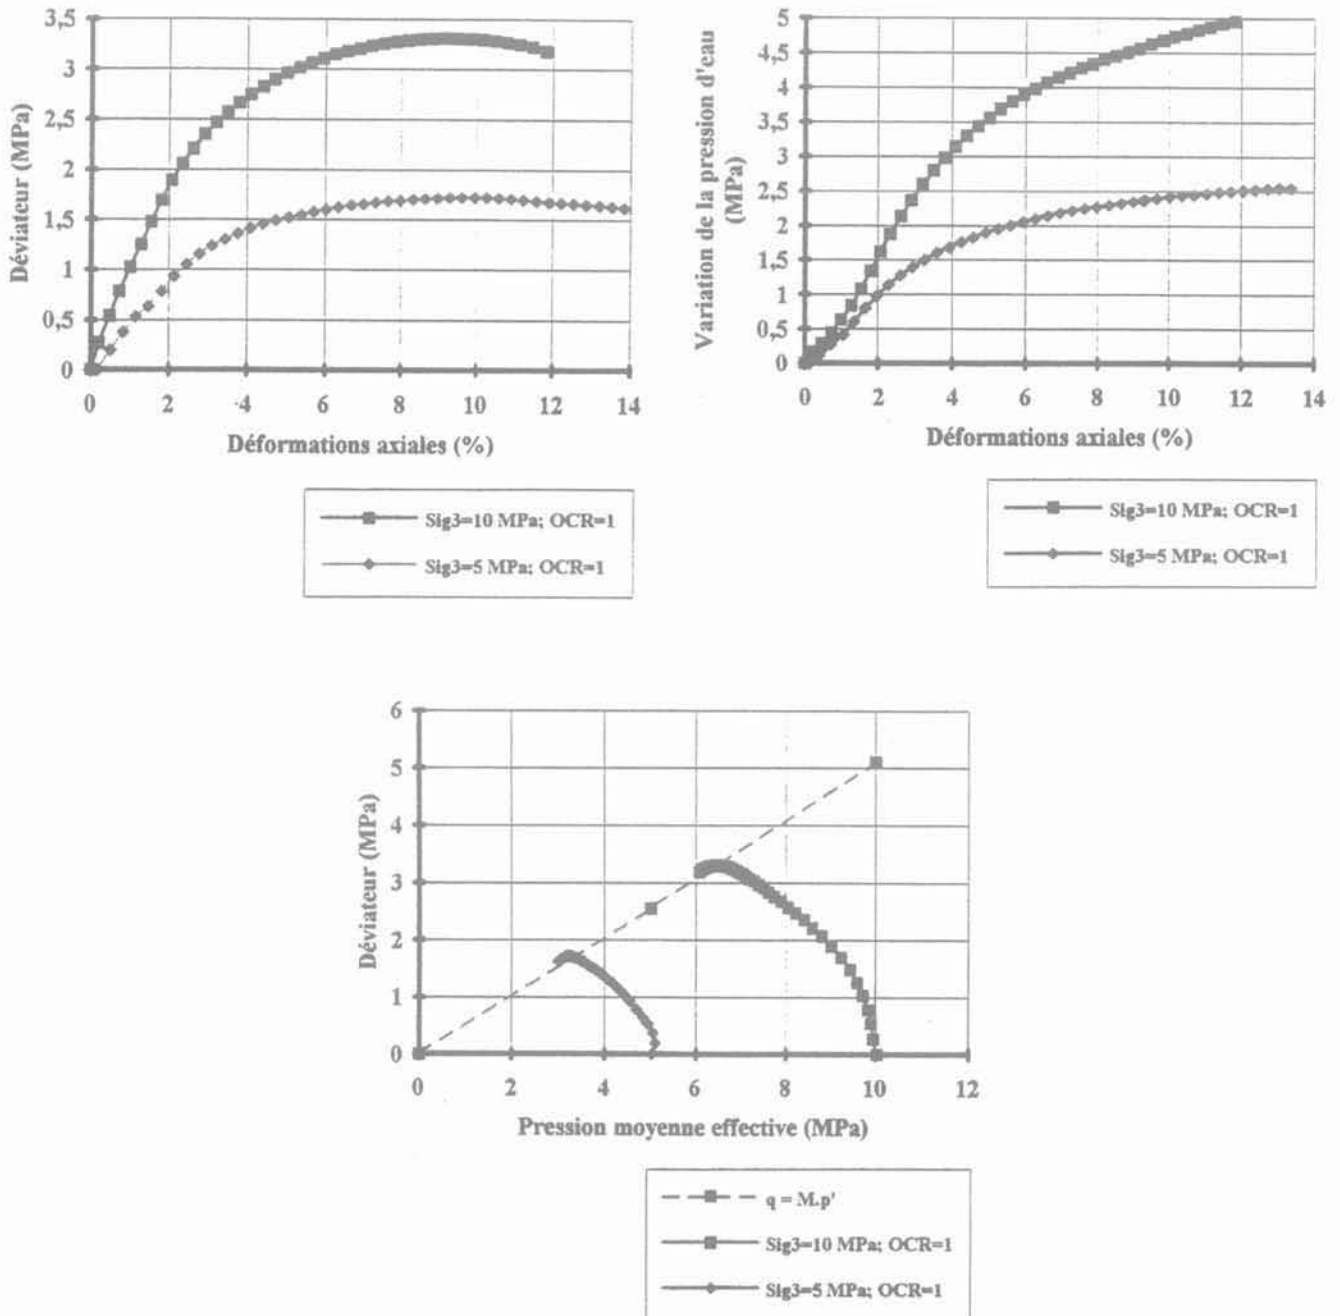 3,5
3
2,5
2
1,5
1
0,5
0
Déviateur (MPa)
0 2 4 6 8 10 12 14
Déformations axiales (%)
Sig3=10 MPa; OCR=1
Sig3=5 MPa; OCR=1
5
4,5
4
3,5
3
2,5
2
1,5
1
0,5
0
Variation de la pression d'eau
(MPa)
0 2 4 6 8 10 12 14
Déformations axiales (%)
Sig3=10 MPa; OCR=1
Sig3=5 MPa; OCR=1
6
5
4
3
2
1
0
Déviateur (MPa)
0 2 4 6 8 10 12
Pression moyenne effective (MPa)
q = M.p'
Sig3=10 MPa; OCR=1
Sig3=5 MPa; OCR=1